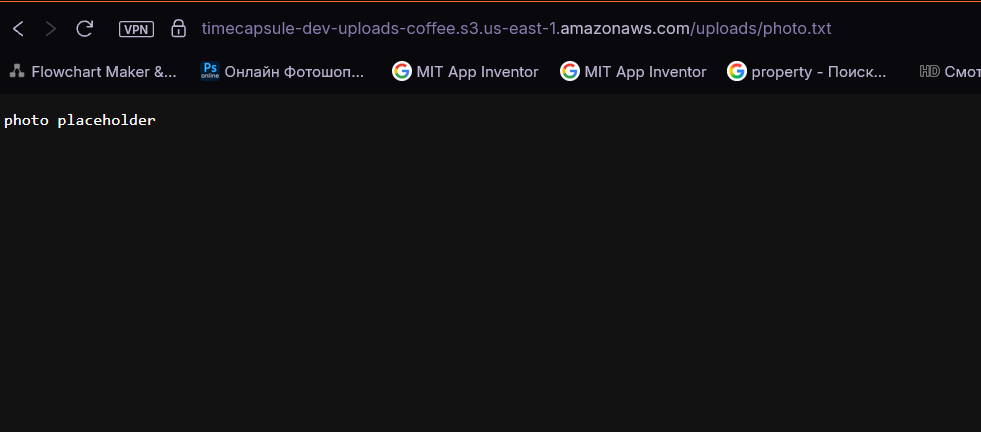 VPN timecapsule-dev-uploads-coffee.s3.us-east-1.amazonaws.com/uploads/photo.txt
Flowchart Maker &... Ps online Онлайн Фотошоп... G MIT App Inventor G MIT App Inventor G property - Поиск... HD Смот
photo placeholder